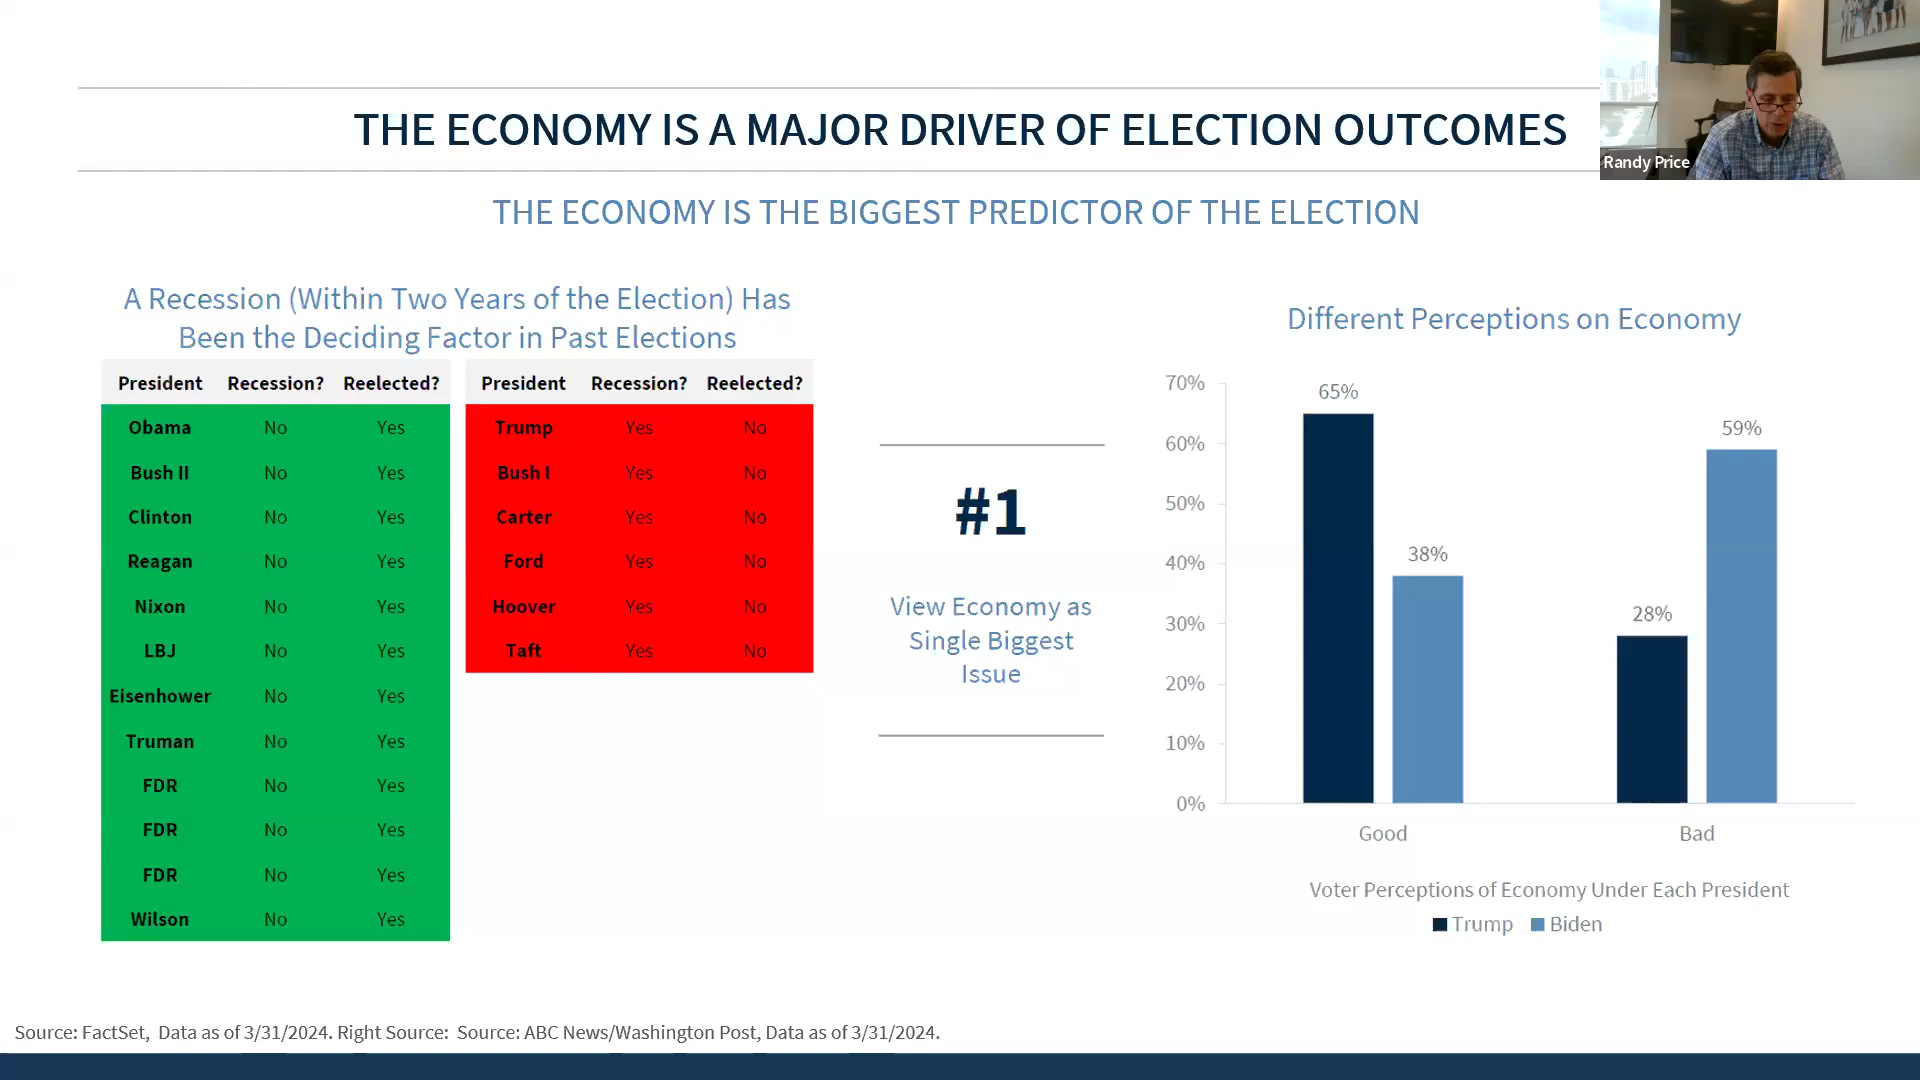 THE ECONOMY IS A MAJOR DRIVER OF ELECTION OUTCOMES
Randy Price
THE ECONOMY IS THE BIGGEST PREDICTOR OF THE ELECTION
A Recession (Within Two Years of the Election) Has
Been the Deciding Factor in Past Elections
President Recession? Reelected?
Obama No Yes
Bush II No Yes
Clinton No Yes
Reagan No Yes
Nixon No Yes
LBJ No Yes
Eisenhower No Yes
Truman No Yes
FDR No Yes
FDR No Yes
FDR No Yes
Wilson No Yes
President Recession? Reelected?
Trump Yes No
Bush I Yes No
Carter Yes No
Ford Yes No
Hoover Yes No
Taft Yes No
#1
View Economy as
Single Biggest
Issue
Different Perceptions on Economy
70%
60%
50%
40%
30%
20%
10%
0%
65%
38%
28%
59%
Good Bad
Voter Perceptions of Economy Under Each President
Trump Biden
Source: FactSet, Data as of 3/31/2024. Right Source: Source: ABC News/Washington Post, Data as of 3/31/2024.